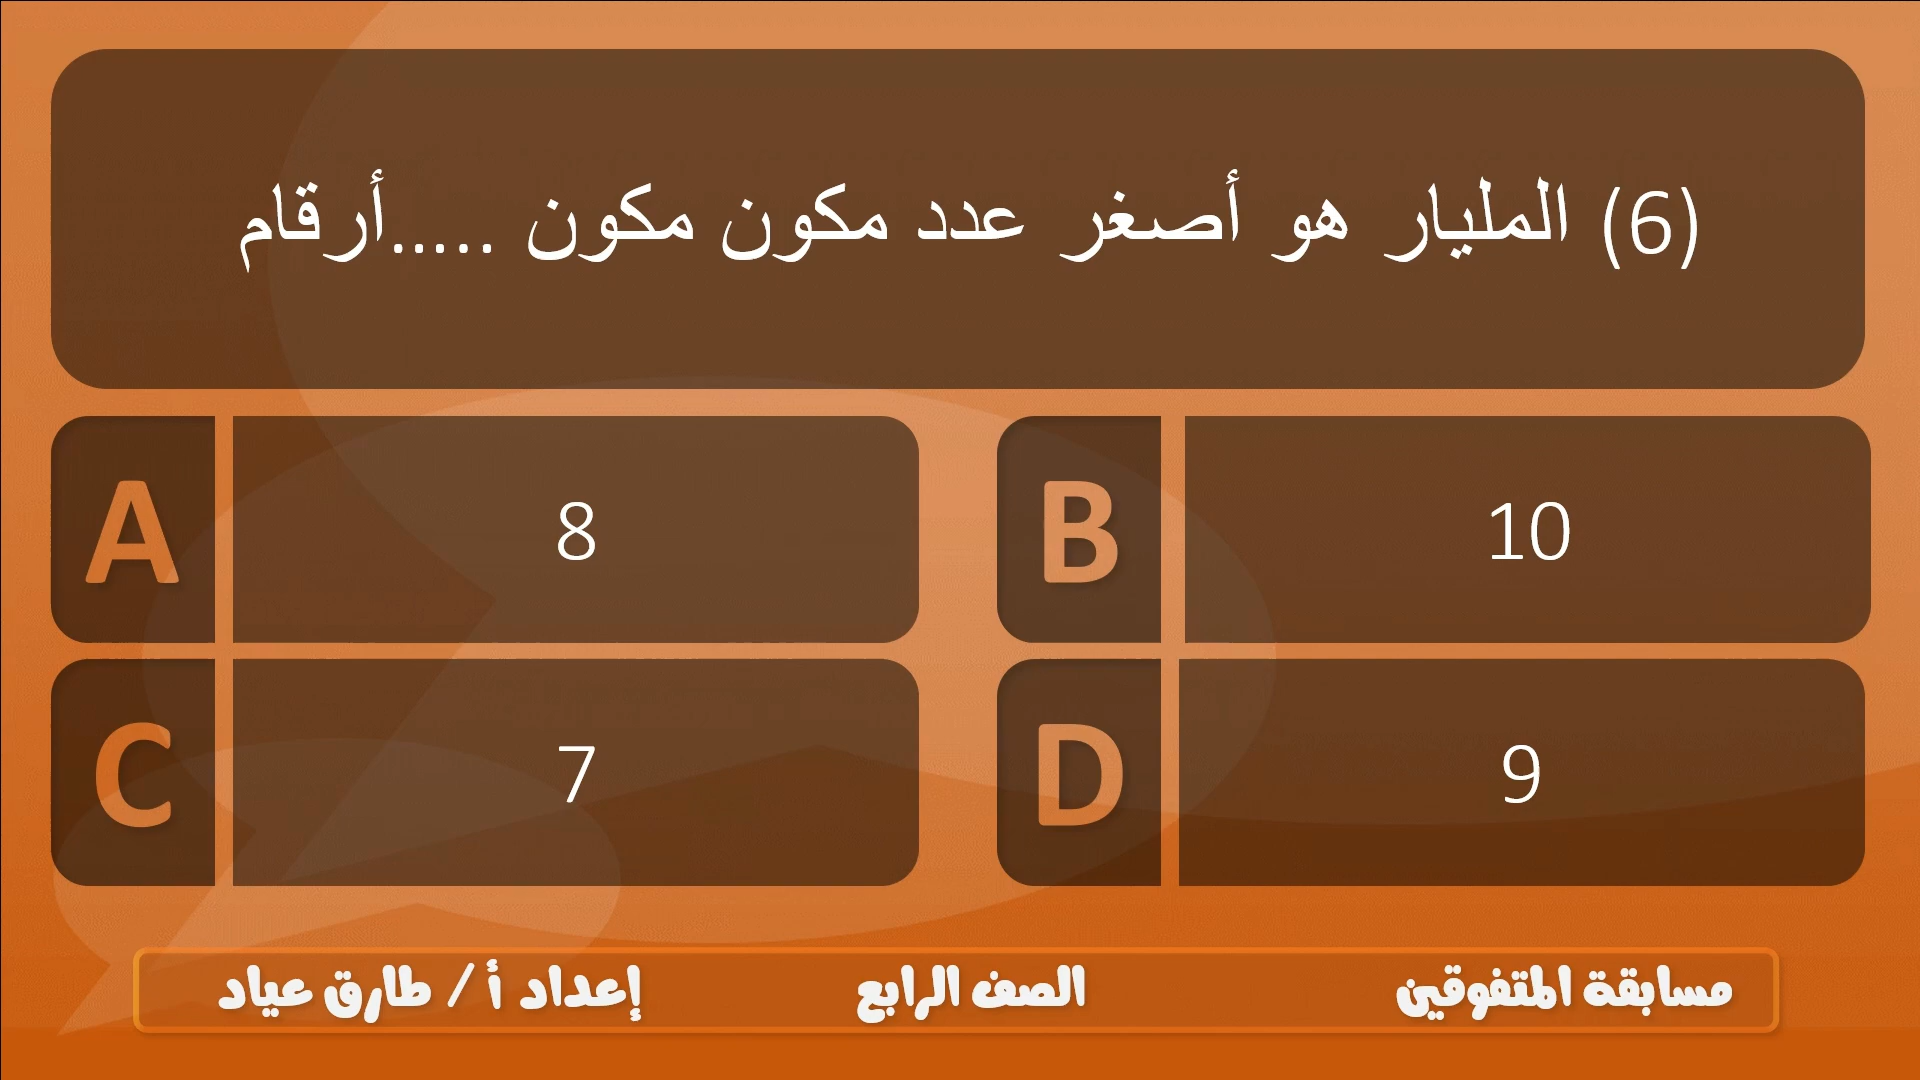 (6) المليار هو أصغر عدد مكون مكون .....أرقام
A
8
B
10
C
7
D
9
مسابقة المتفوقين
الصف الرابع
إعداد أ / طارق عياد